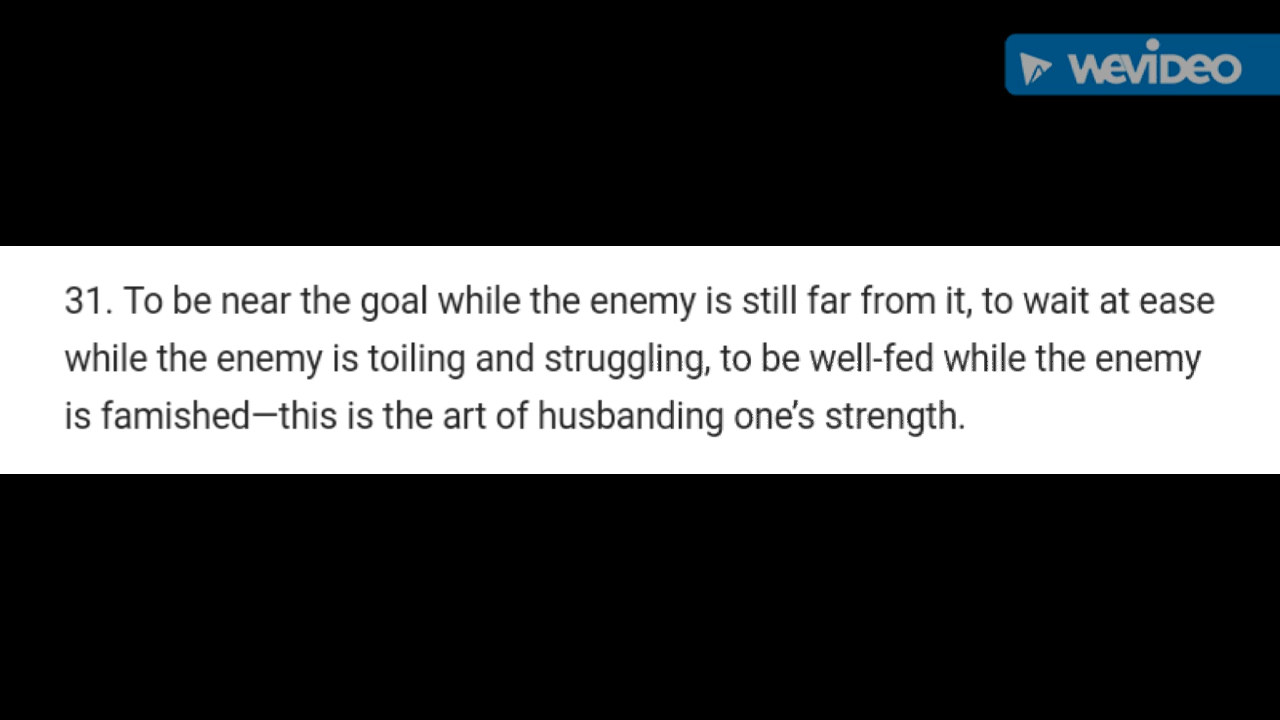 WEVIDEO
31. To be near the goal while the enemy is still far from it, to wait at ease
while the enemy is toiling and struggling, to be well-fed while the enemy
is famished—this is the art of husbanding one’s strength.